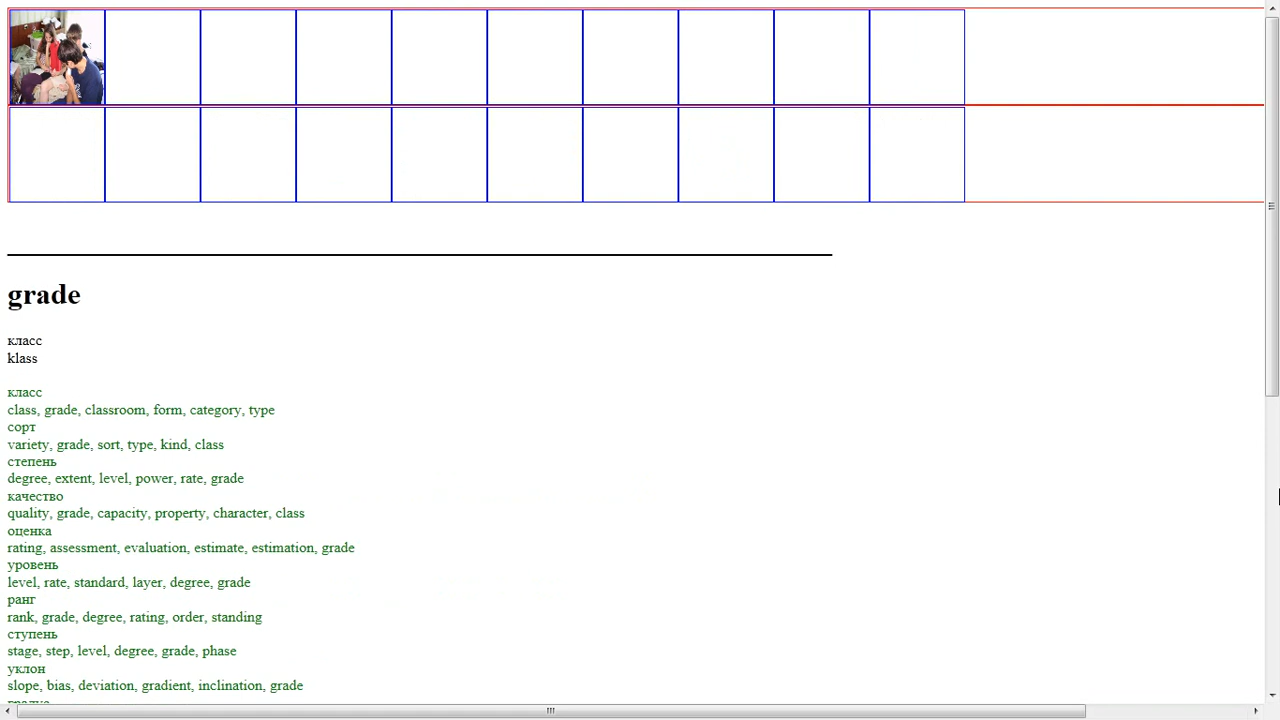 grade
класс
klass
класс
class, grade, classroom, form, category, type
сорт
variety, grade, sort, type, kind, class
степень
degree, extent, level, power, rate, grade
качество
quality, grade, capacity, property, character, class
оценка
rating, assessment, evaluation, estimate, estimation, grade
уровень
level, rate, standard, layer, degree, grade
ранг
rank, grade, degree, rating, order, standing
ступень
stage, step, level, degree, grade, phase
уклон
slope, bias, deviation, gradient, inclination, grade